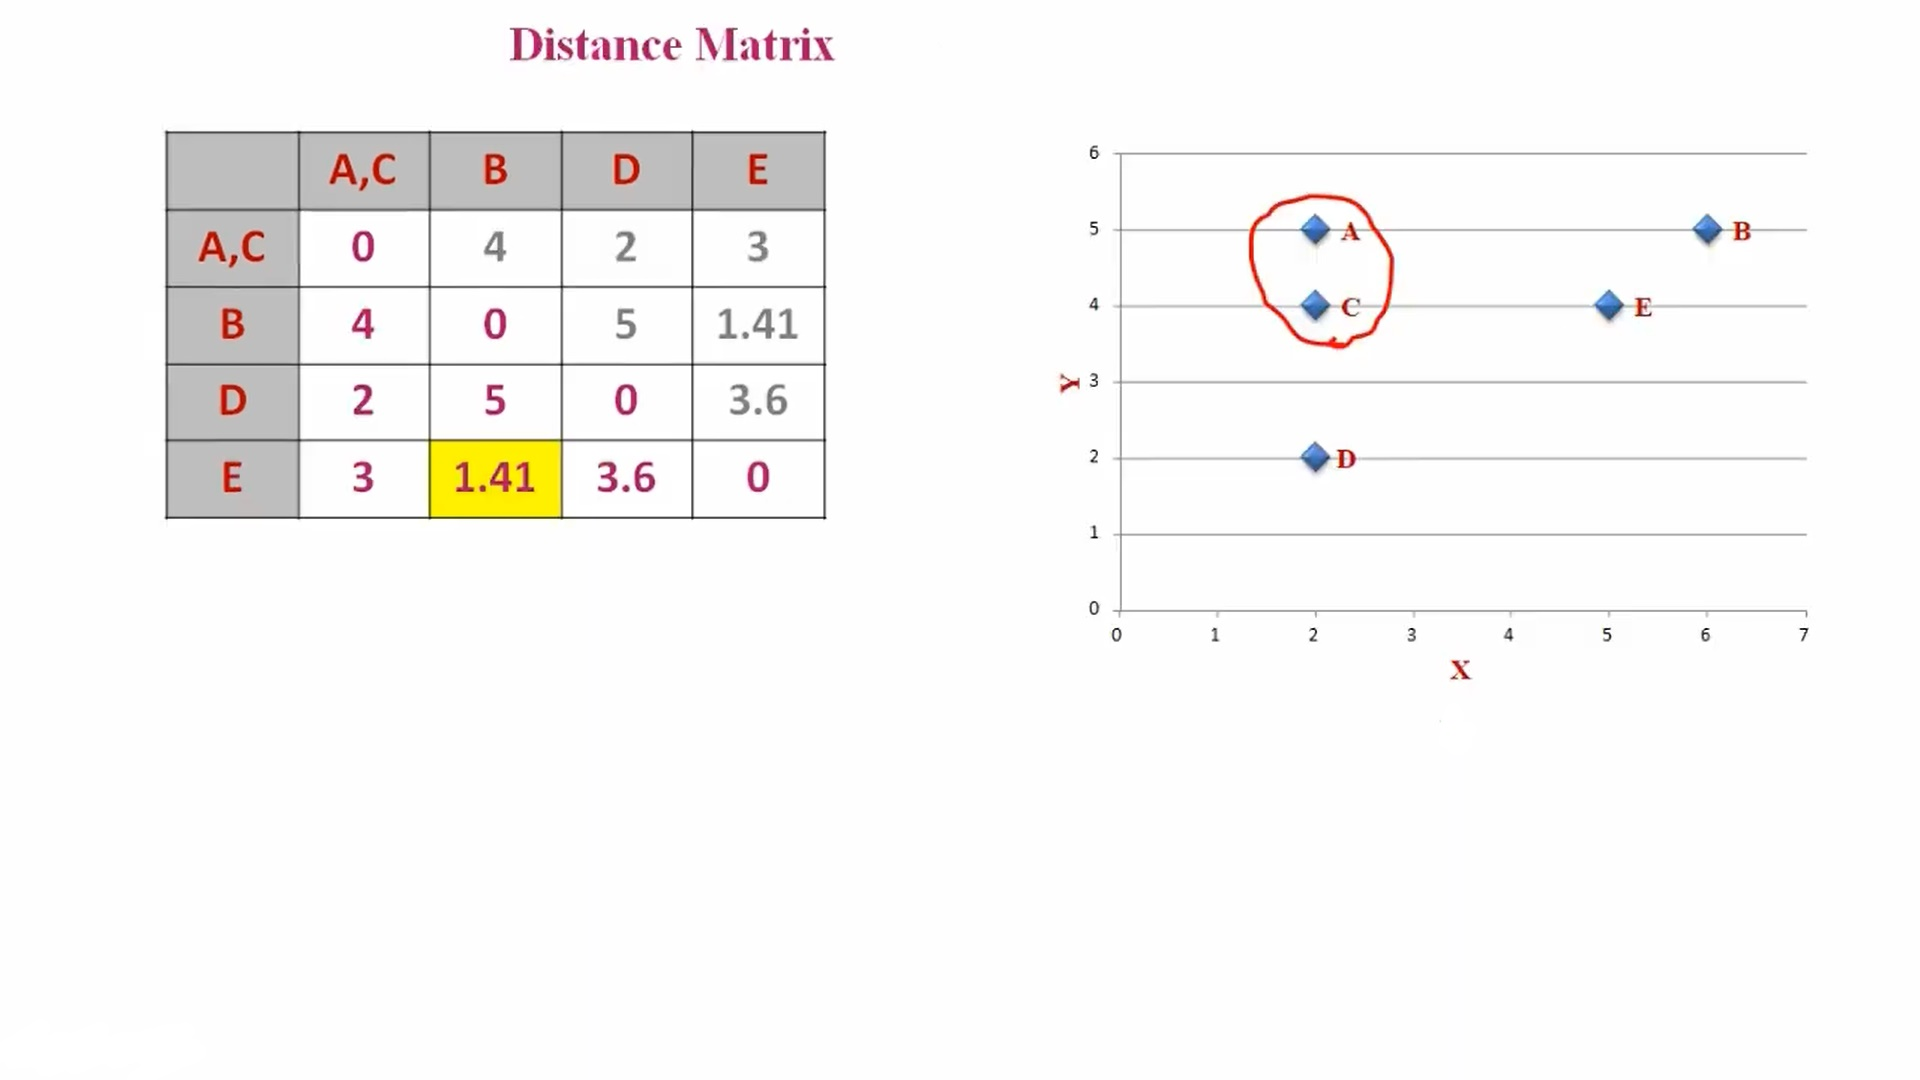 Distance Matrix
A,C B D E
A,C 0 4 2 3
B 4 0 5 1.41
D 2 5 0 3.6
E 3 1.41 3.6 0
6
5 A B
4 C E
Y 3
2 D
1
0
0 1 2 3 4 5 6 7
X